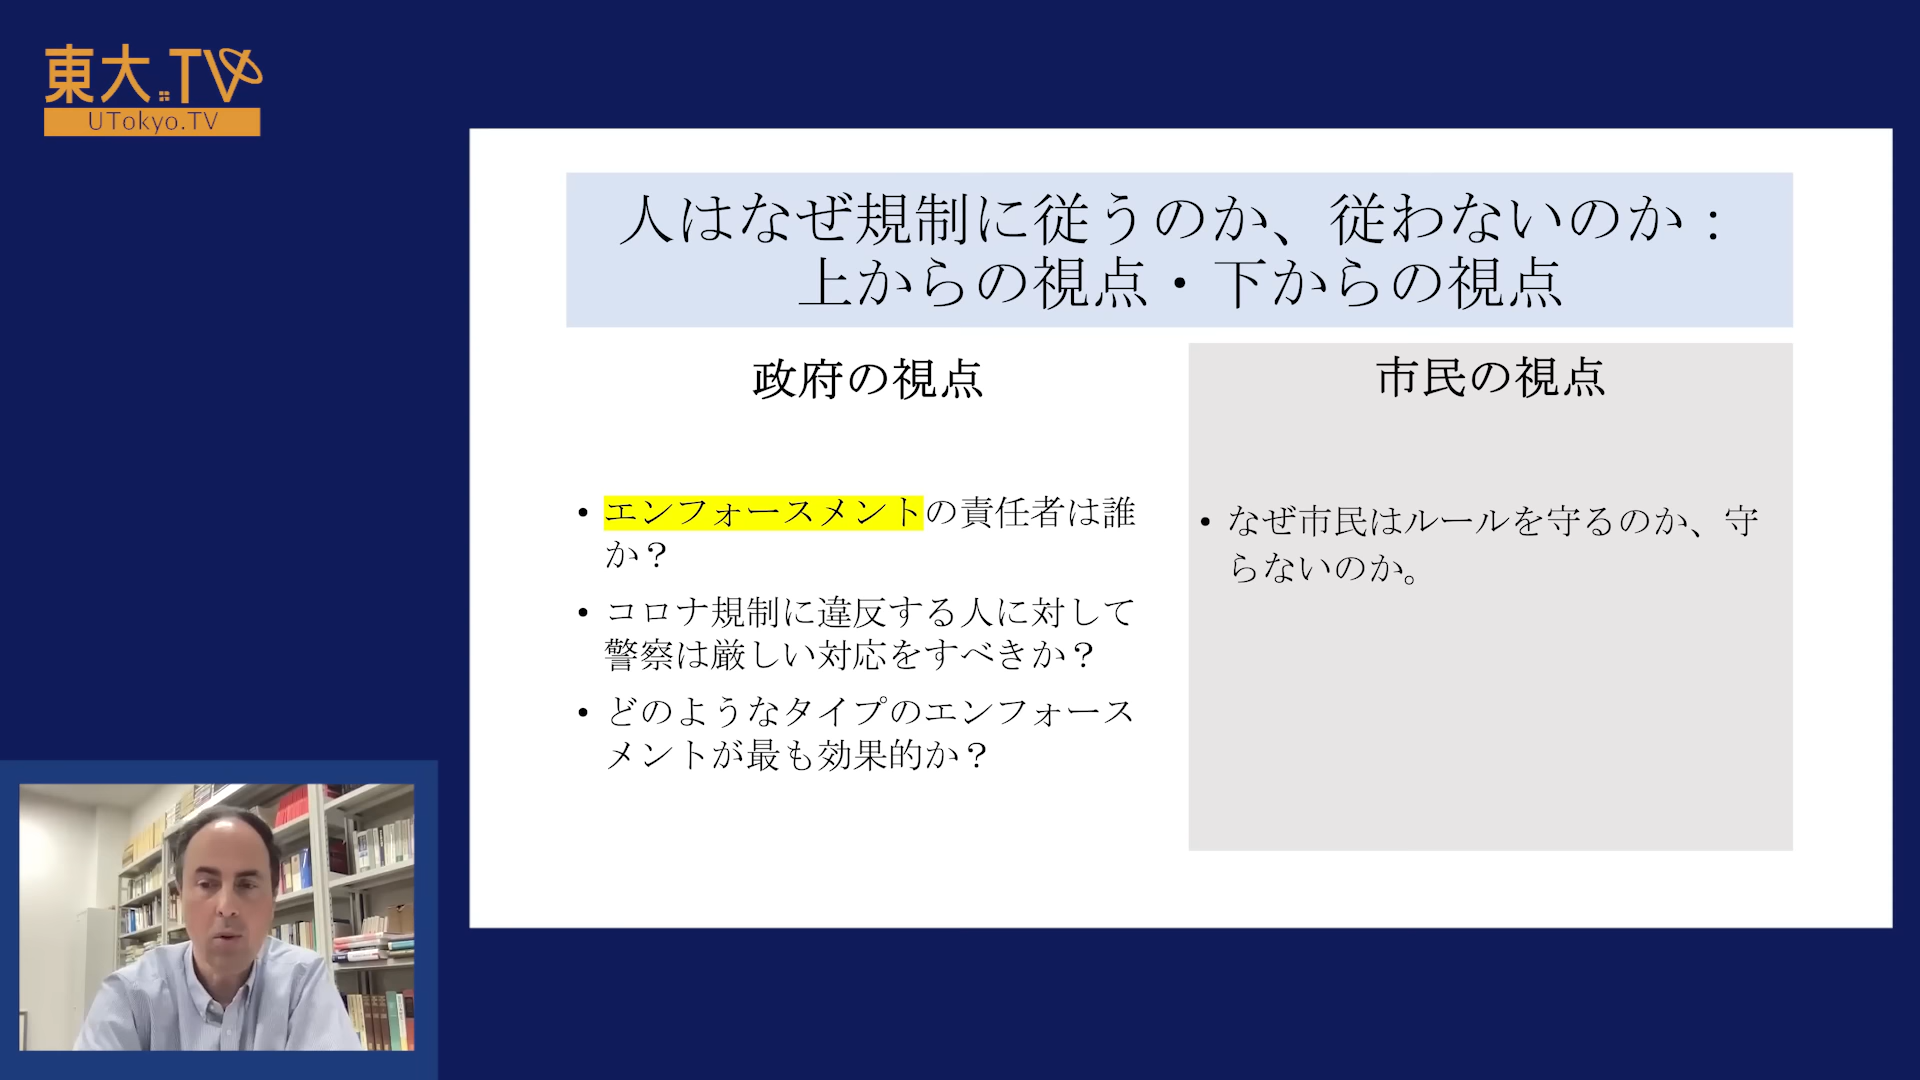 東大.TV
UTokyo.TV
人はなぜ規制に従うのか、従わないのか：
上からの視点・下からの視点
政府の視点
市民の視点
• エンフォースメントの責任者は誰
か？
• コロナ規制に違反する人に対して
警察は厳しい対応をすべきか？
• どのようなタイプのエンフォース
メントが最も効果的か？
• なぜ市民はルールを守るのか、守
らないのか。